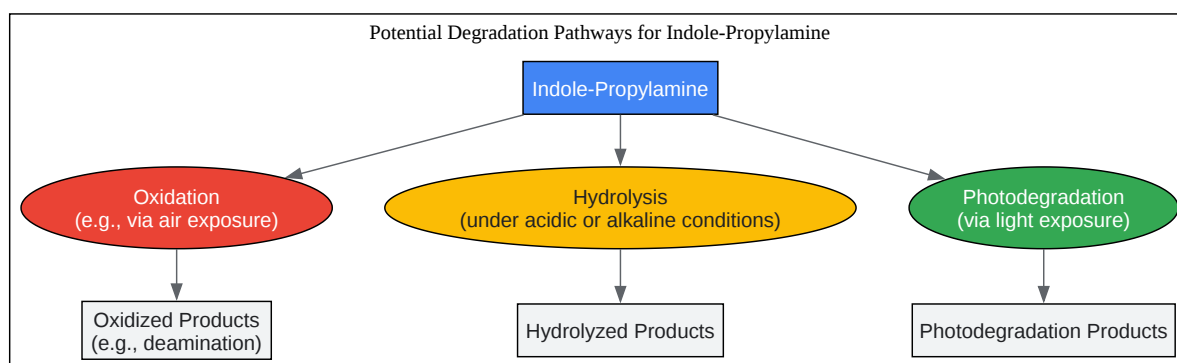 Potential Degradation Pathways for Indole-Propylamine
Indole-Propylamine
Oxidation
(e.g., via air exposure)
Hydrolysis
(under acidic or alkaline conditions)
Photodegradation
(via light exposure)
Oxidized Products
(e.g., deamination)
Hydrolyzed Products
Photodegradation Products